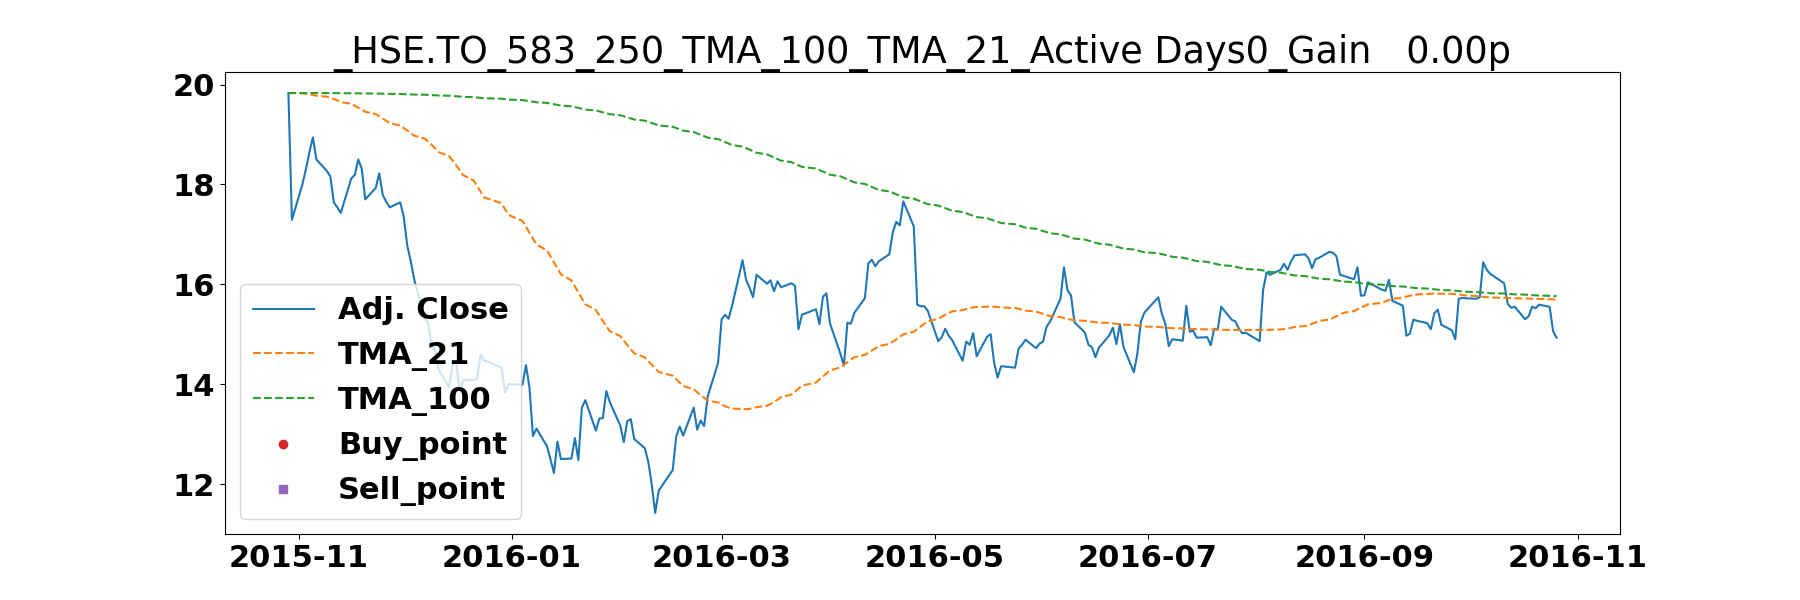 _HSE.TO_583_250_TMA_100_TMA_21_Active Days0_Gain   0.00p
20
18
16
14
12
Adj. Close
TMA_21
TMA_100
Buy_point
Sell_point
2015-11 2016-01 2016-03 2016-05 2016-07 2016-09 2016-11